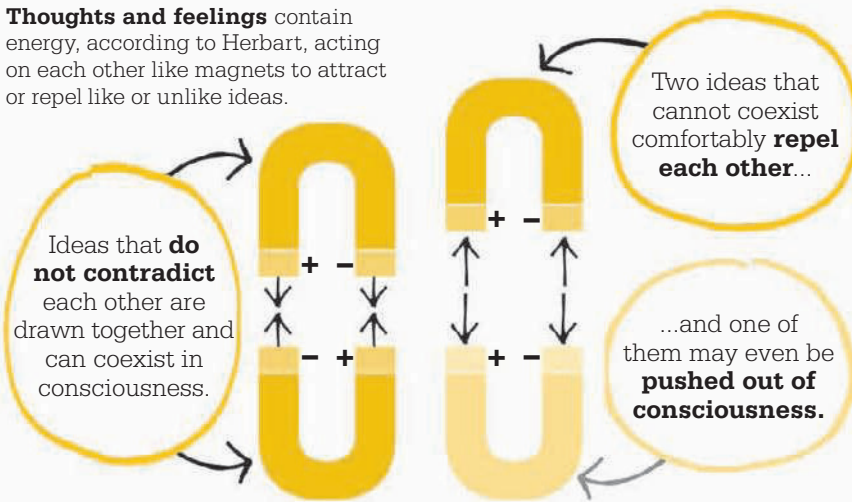 Thoughts and feelings contain
energy, according to Herbart, acting
on each other like magnets to attract
or repel like or unlike ideas.
Ideas that do
not contradict
each other are
drawn together and
can coexist in
consciousness.
+ −
− +
Two ideas that
cannot coexist
comfortably repel
each other...
+ −
+ −
...and one of
them may even be
pushed out of
consciousness.